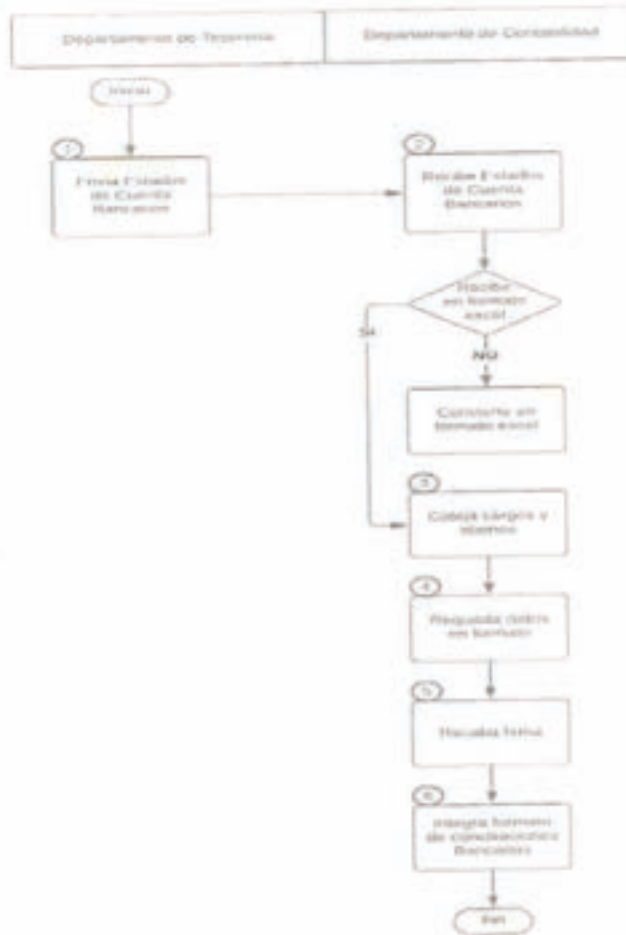 Departamento de Tesorería
Departamento de Contabilidad
Inicio
1
Envia Estados
de Cuenta
Bancarios
2
Recibe Estados
de Cuenta
Bancarios
Recibe
en formato
excel
SI
NO
Convierte en
formato excel
3
Coteja cargos y
abonos
4
Requisita datos
en formato
5
Recaba firma
6
Integra formato
de conciliaciones
Bancarias
Fin